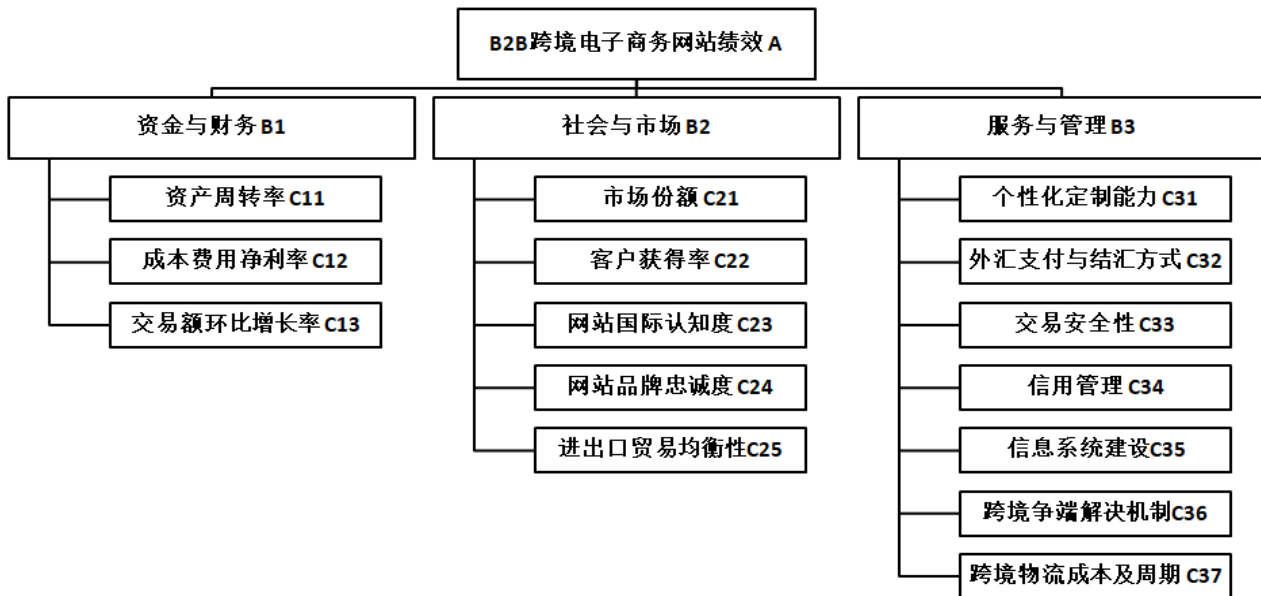 B2B跨境电子商务网站绩效 A
资金与财务 B1
资产周转率 C11
成本费用净利率 C12
交易额环比增长率 C13
社会与市场 B2
市场份额 C21
客户获得率 C22
网站国际认知度 C23
网站品牌忠诚度 C24
进出口贸易均衡性 C25
服务与管理 B3
个性化定制能力 C31
外汇支付与结汇方式 C32
交易安全性 C33
信用管理 C34
信息系统建设C35
跨境争端解决机制C36
跨境物流成本及周期 C37